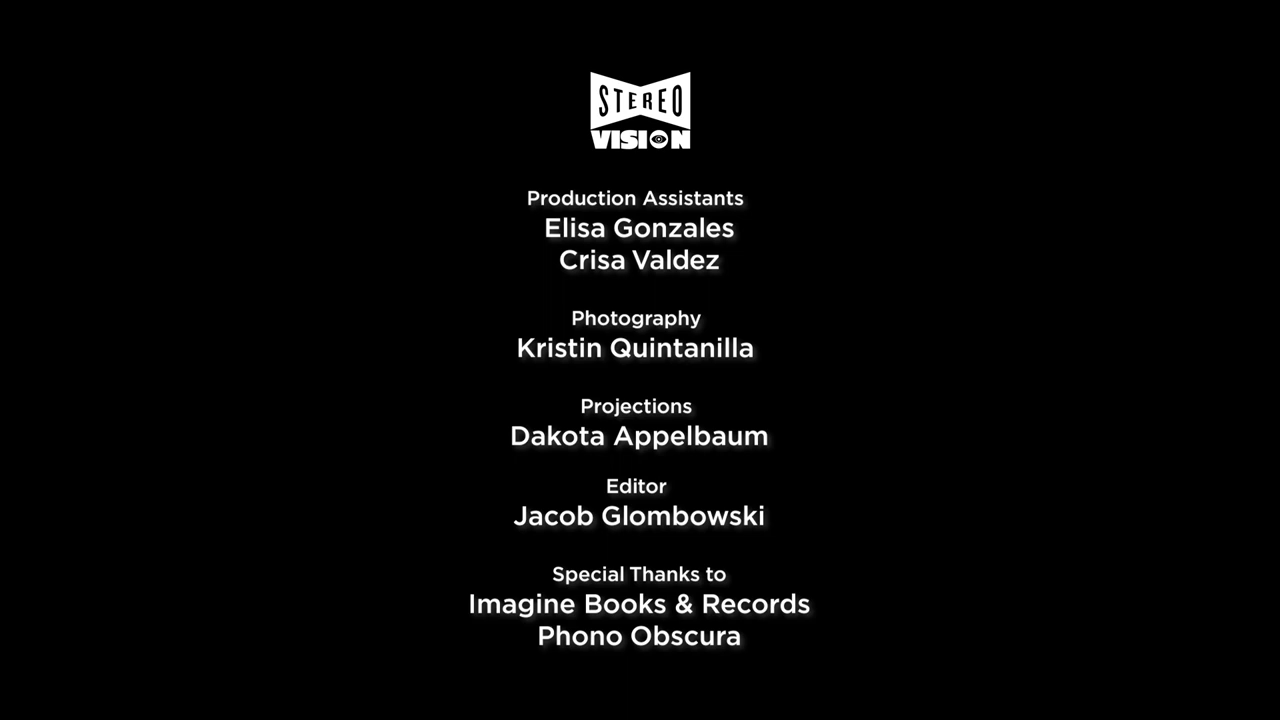 STEREO
VISION
Production Assistants
Elisa Gonzales
Crisa Valdez
Photography
Kristin Quintanilla
Projections
Dakota Appelbaum
Editor
Jacob Glombowski
Special Thanks to
Imagine Books & Records
Phono Obscura